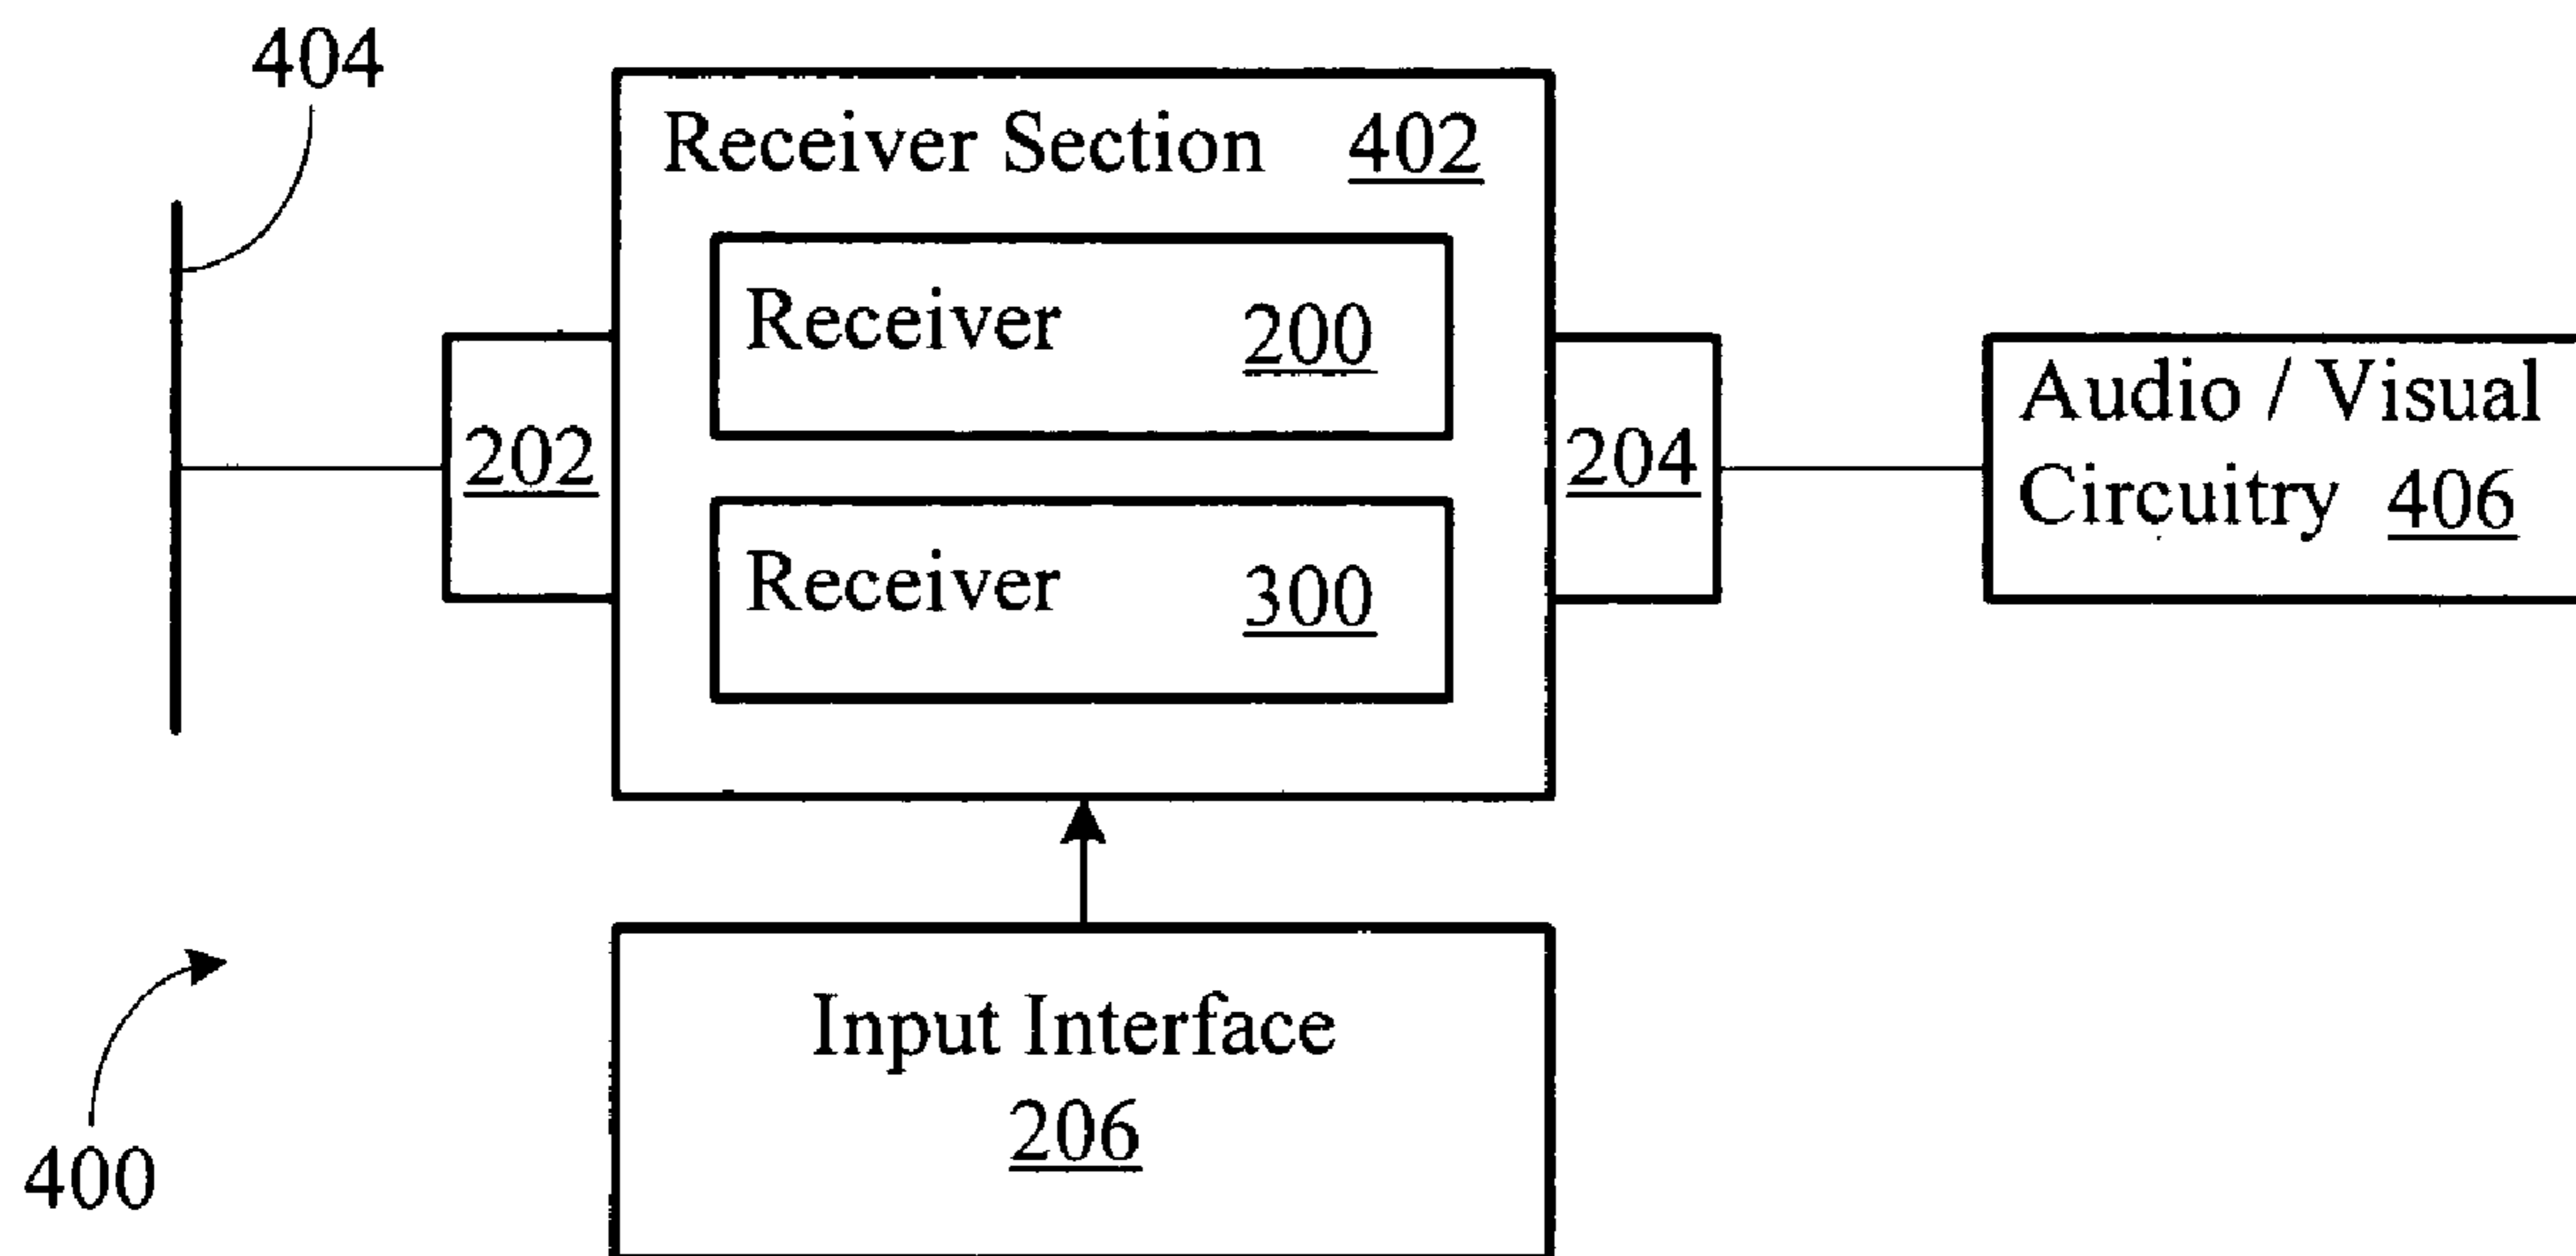 404
Receiver Section 402
Receiver 200
202
204
Audio / Visual
Circuitry 406
Receiver 300
Input Interface
206
400